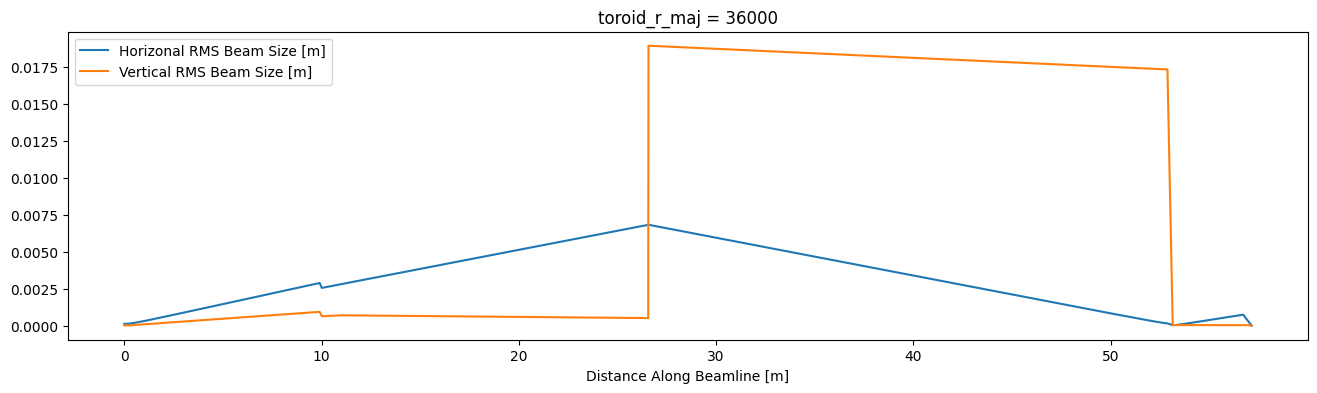 toroid_r_maj = 36000
Horizonal RMS Beam Size [m]
Vertical RMS Beam Size [m]
0.0175
0.0150
0.0125
0.0100
0.0075
0.0050
0.0025
0.0000
0 10 20 30 40 50
Distance Along Beamline [m]